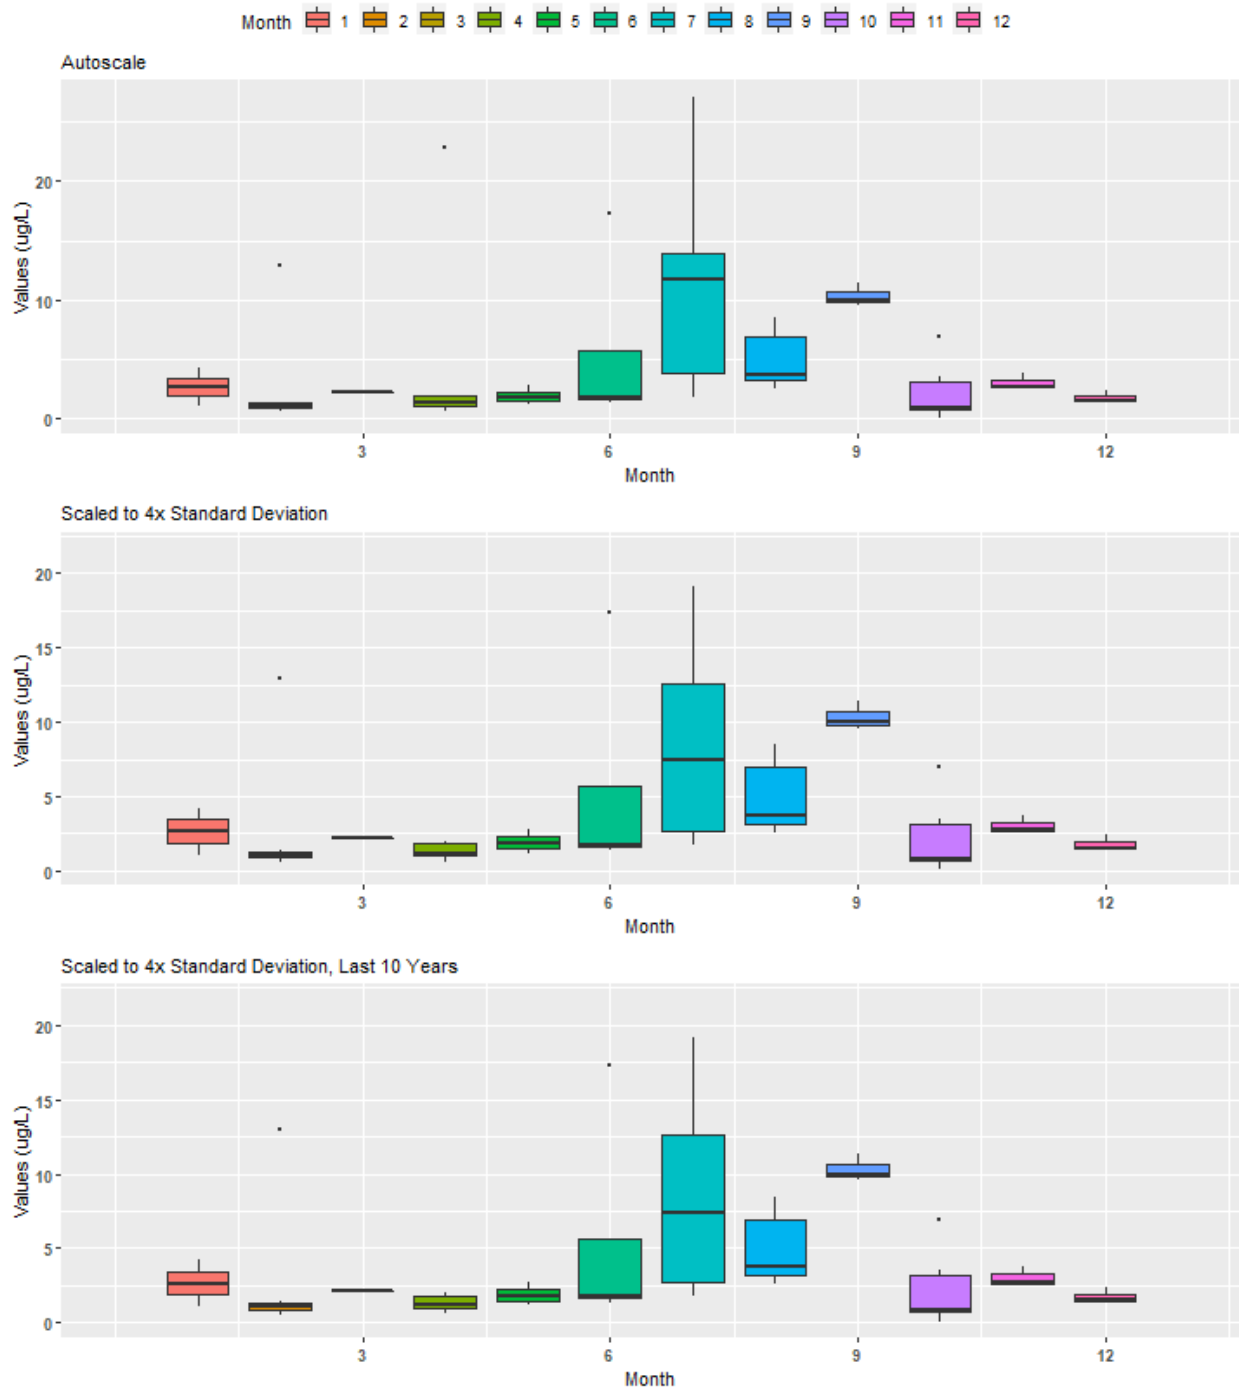 Month 1 2 3 4 5 6 7 8 9 10 11 12
Autoscale
Values (ug/L)
20
10
0
3 6 9 12
Month
Scaled to 4x Standard Deviation
Values (ug/L)
20
15
10
5
0
3 6 9 12
Month
Scaled to 4x Standard Deviation, Last 10 Years
Values (ug/L)
20
15
10
5
0
3 6 9 12
Month